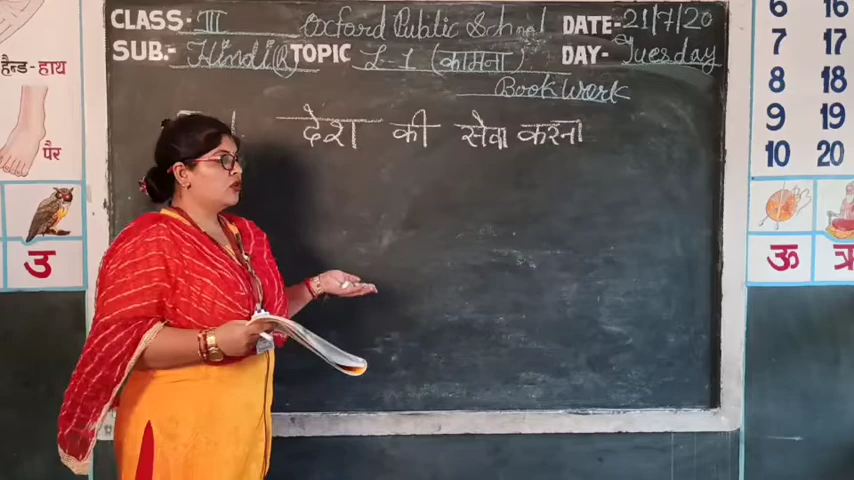 CLASS:- III Oxford Public School DATE:- 21/7/20
SUB.- Hindi(R) TOPIC L-1 (कामना) DAY- Tuesday
Book Work
देश की सेवा करना
हैन्ड-हाथ
पैर
उ
6 16
7 17
8 18
9 19
10 20
ऊ ऋ